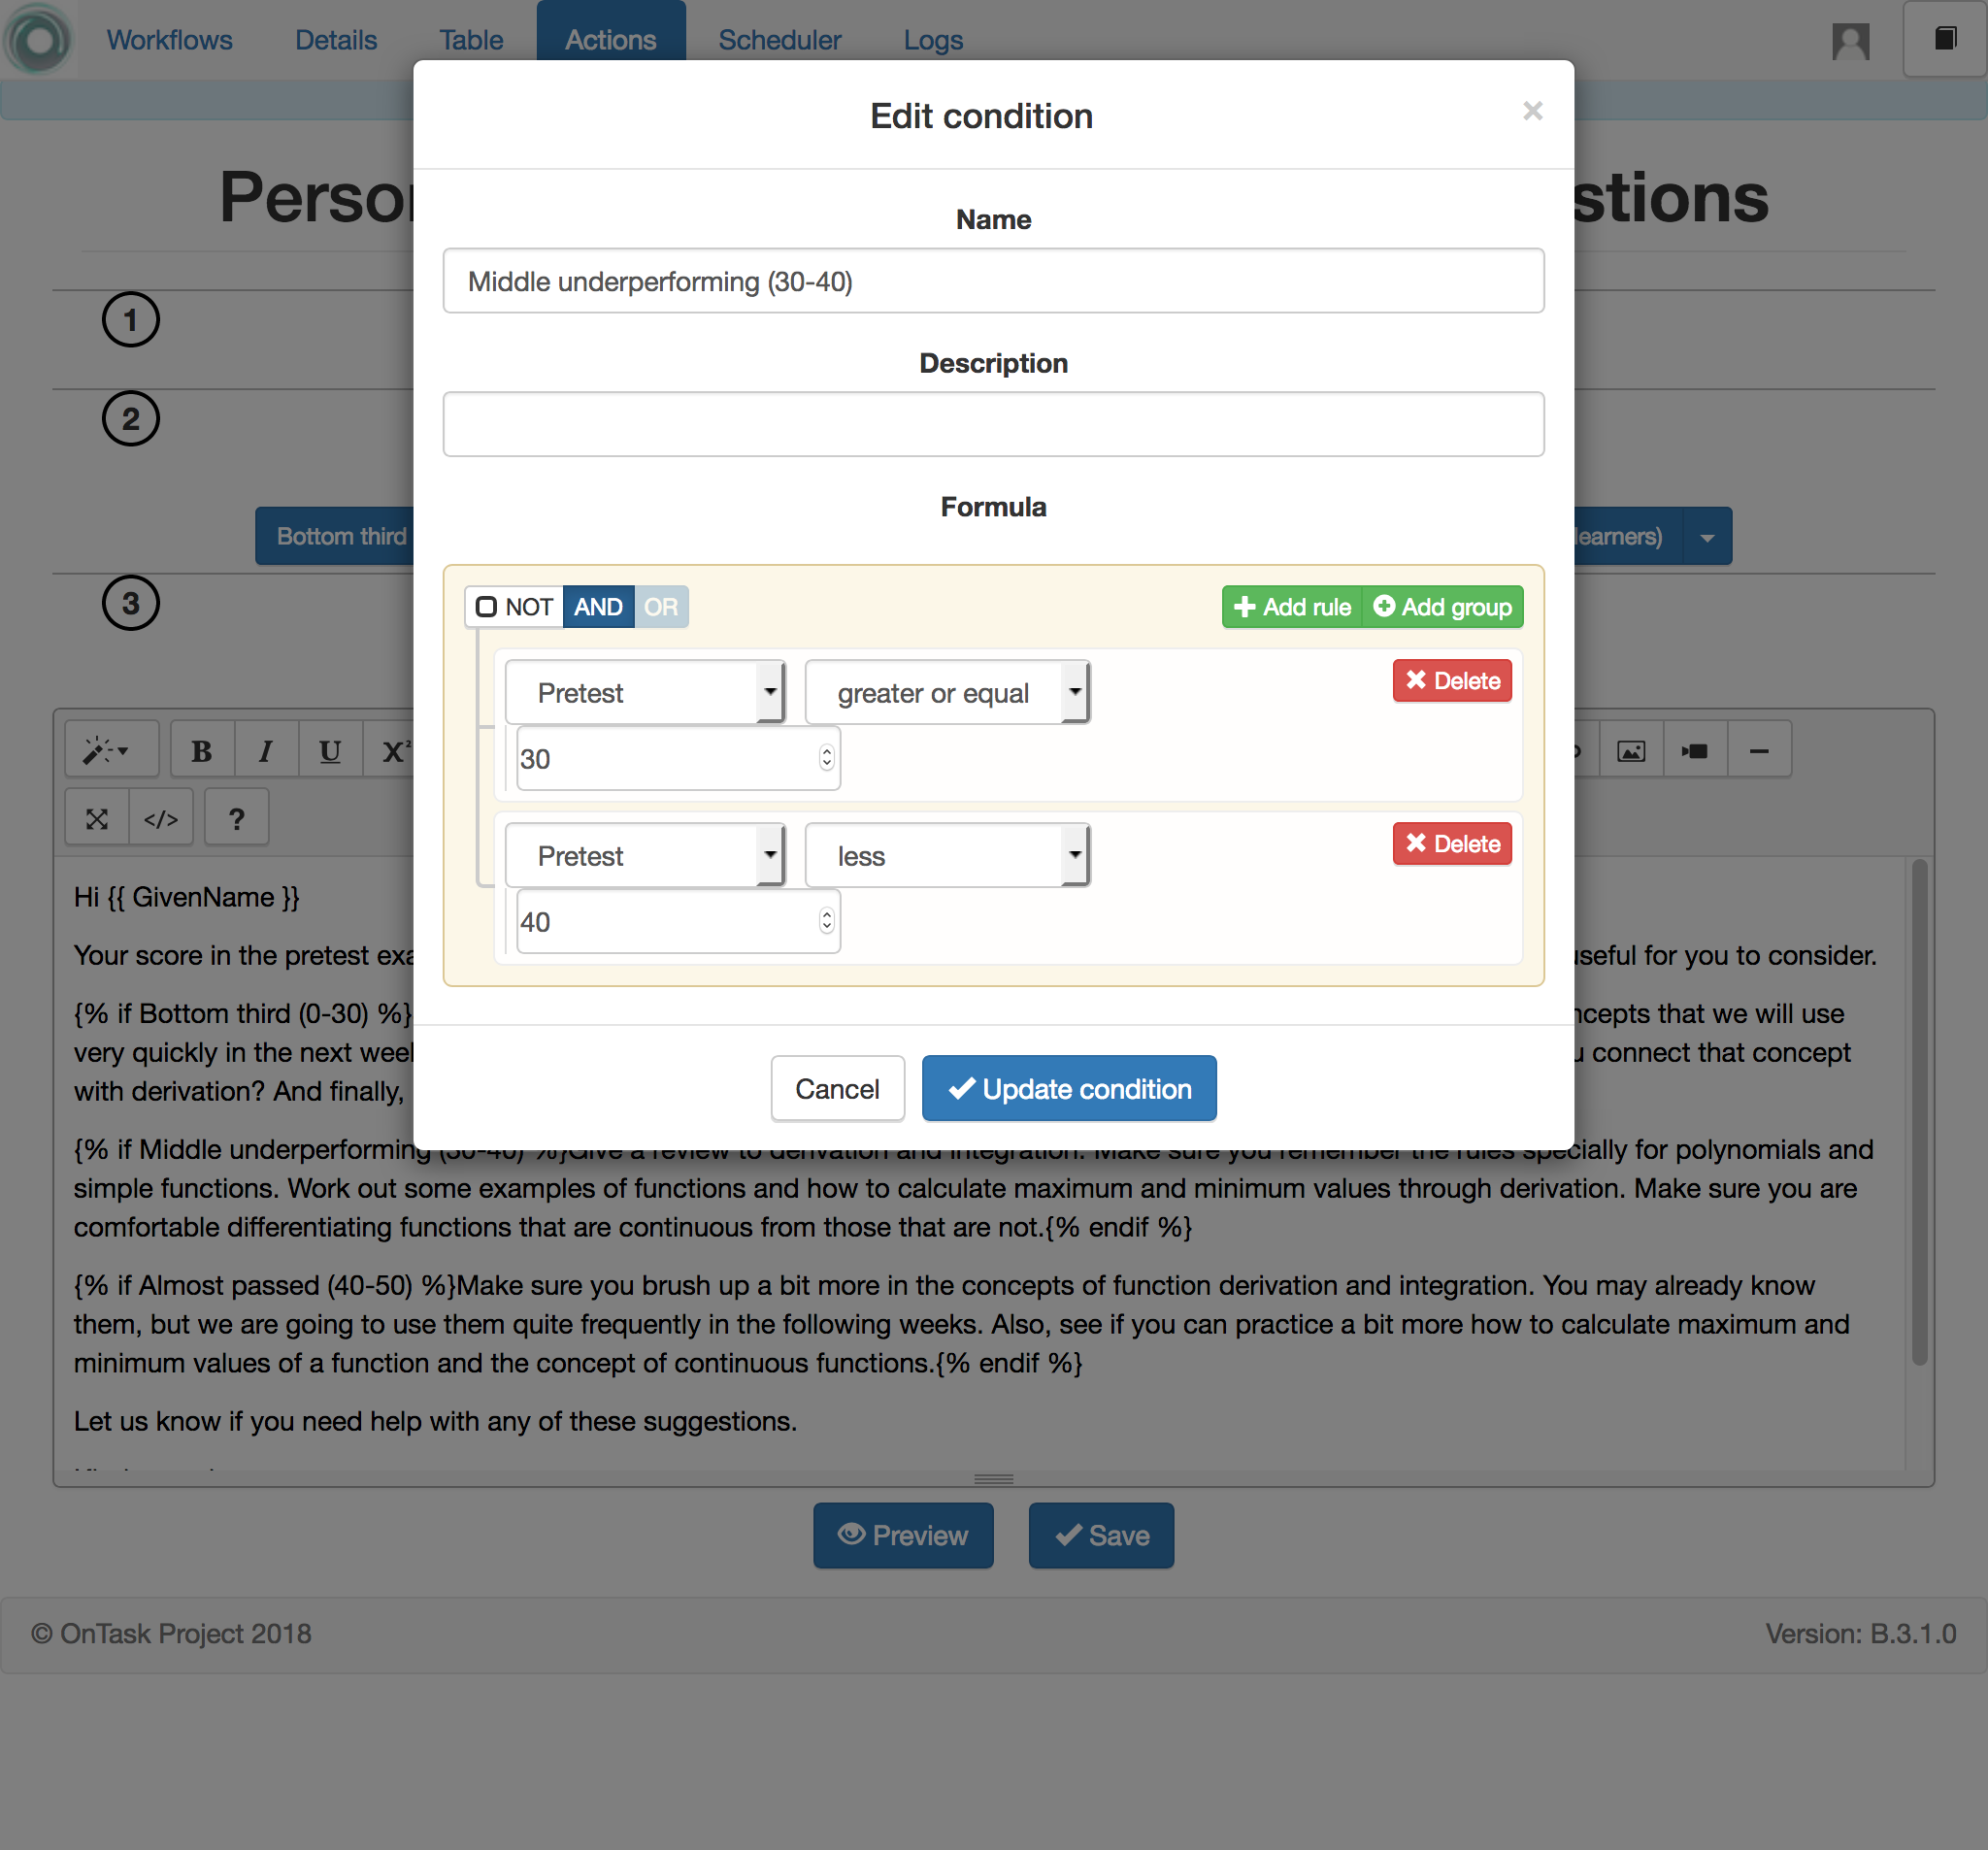 Workflows Details Table Actions Scheduler Logs
Edit condition ×
Name
Middle underperforming (30-40)
Description
Formula
Bottom third
learners)
1
2
3
NOT AND OR Add rule Add group
Pretest greater or equal Delete
30
Pretest less Delete
40
Cancel Update condition
B I U X²
</> ?
Hi {{ GivenName }}
Your score in the pretest useful for you to consider.
{% if Bottom third (0-30) %} that we will use
very quickly in the next connect that concept
with derivation? And finally,
{% if Middle underperforming (30-40) %}Give a review to derivation and integration. Make sure you remember the rules specially for polynomials and
simple functions. Work out some examples of functions and how to calculate maximum and minimum values through derivation. Make sure you are
comfortable differentiating functions that are continuous from those that are not.{% endif %}
{% if Almost passed (40-50) %}Make sure you brush up a bit more in the concepts of function derivation and integration. You may already know
them, but we are going to use them quite frequently in the following weeks. Also, see if you can practice a bit more how to calculate maximum and
minimum values of a function and the concept of continuous functions.{% endif %}
Let us know if you need help with any of these suggestions.
Preview Save
© OnTask Project 2018 Version: B.3.1.0